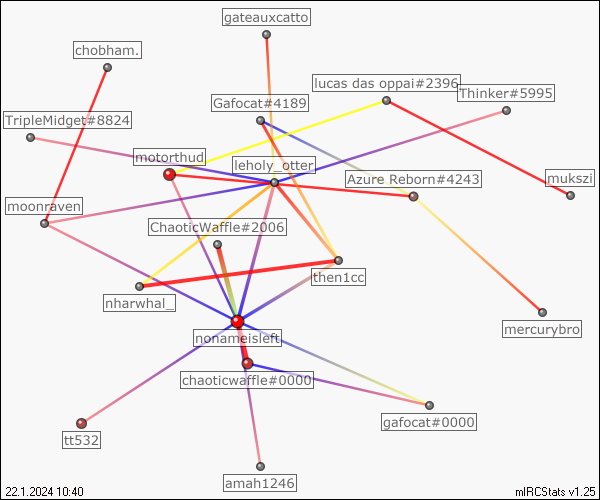 gateauxcatto
chobham.
lucas das oppai#2396
Thinker#5995
Gafocat#4189
TripleMidget#8824
motorthud
leholy_otter
Azure Reborn#4243
mukszi
moonraven
ChaoticWaffle#2006
then1cc
nharwhal_
mercurybro
nonameisleft
chaoticwaffle#0000
gafocat#0000
tt532
amah1246
22.1.2024 10:40
mIRCStats v1.25